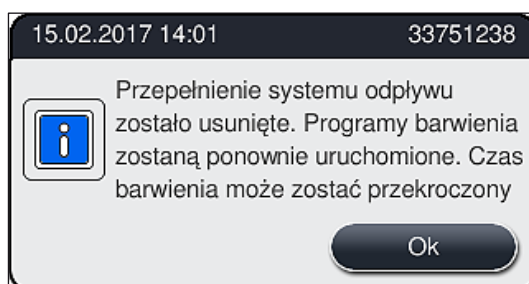 15.02.2017 14:01 33751238
Przepełnienie systemu odpływu
zostało usunięte. Programy barwienia
zostaną ponownie uruchomione. Czas
barwienia może zostać przekroczony
Ok